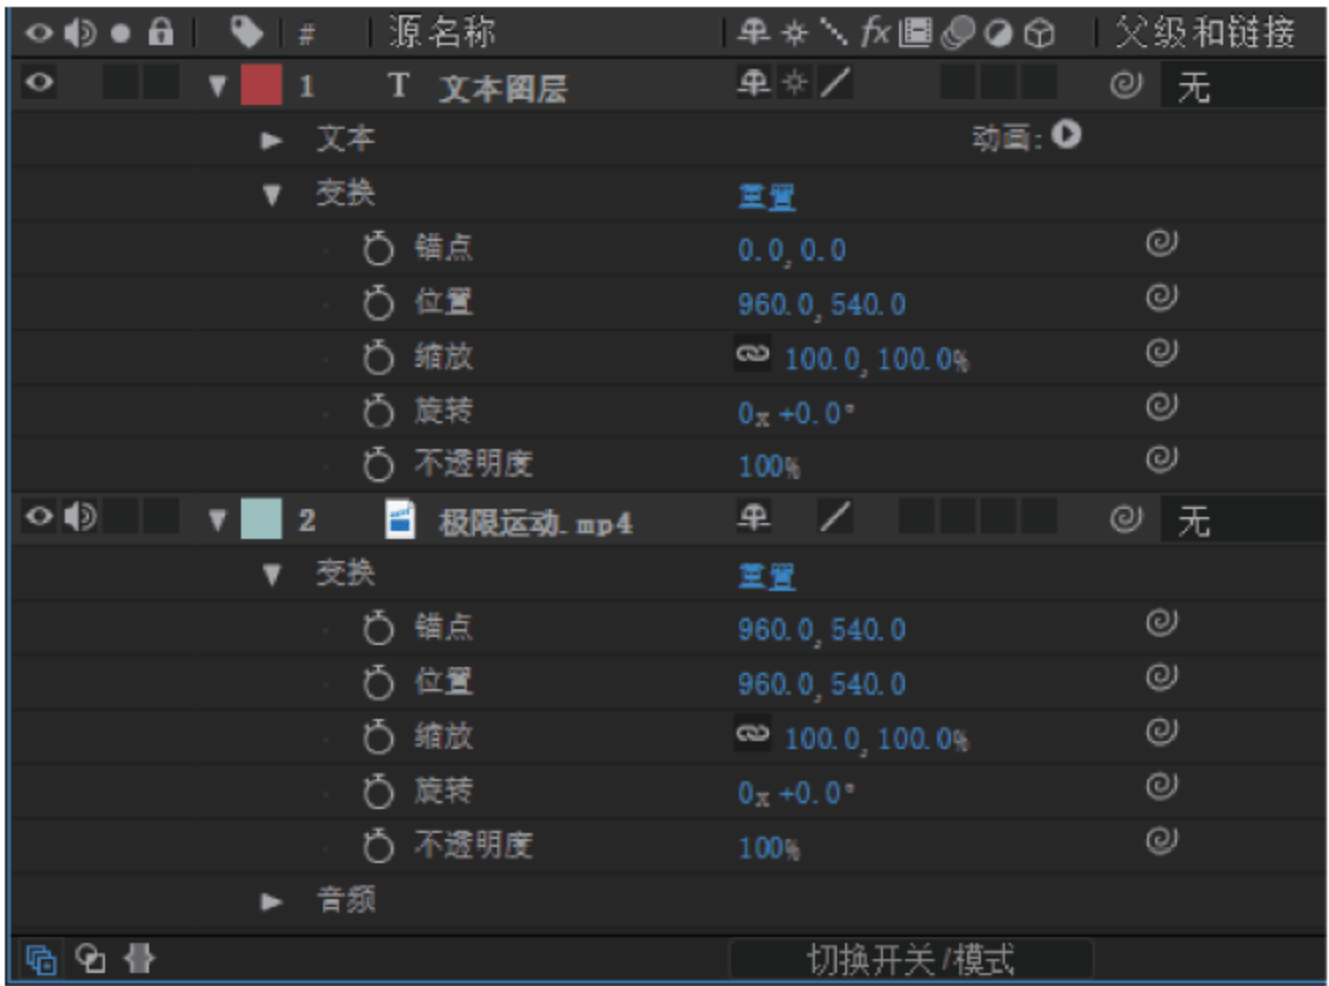 # 源名称 fx 父级和链接
1 T 文本图层 无
文本 动画:
变换 重置
锚点 0.0, 0.0
位置 960.0, 540.0
缩放 100.0, 100.0%
旋转 0x +0.0°
不透明度 100%
2 极限运动.mp4 无
变换 重置
锚点 960.0, 540.0
位置 960.0, 540.0
缩放 100.0, 100.0%
旋转 0x +0.0°
不透明度 100%
音频
切换开关/模式